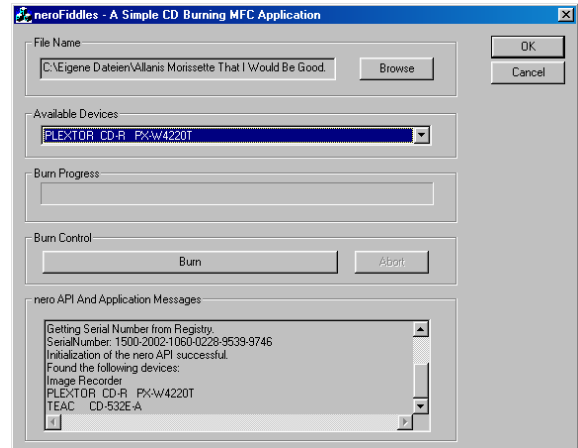 neroFiddles - A Simple CD Burning MFC Application
File Name
C:\Eigene Dateien\Allanis Morissette That I Would Be Good.
Browse
OK
Cancel
Available Devices
PLEXTOR CD-R PX-W4220T
Burn Progress
Burn Control
Burn
Abort
nero API And Application Messages
Getting Serial Number from Registry.
SerialNumber: 1500-2002-1060-0228-9539-9746
Initialization of the nero API successful.
Found the following devices:
Image Recorder
PLEXTOR CD-R PX-W4220T
TEAC CD-532E-A